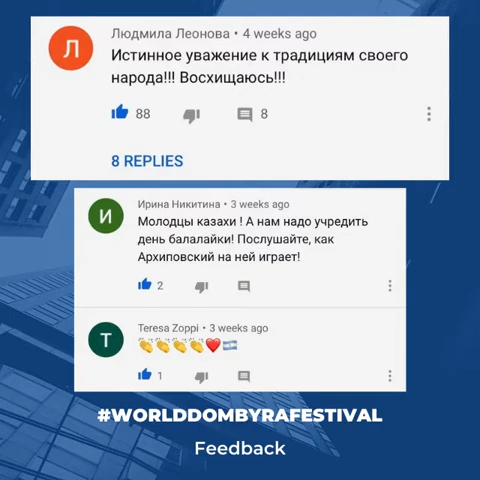 Л
Людмила Леонова • 4 weeks ago
Истинное уважение к традициям своего
народа!!! Восхищаюсь!!!
88
8
8 REPLIES
И
Ирина Никитина • 3 weeks ago
Молодцы казахи ! А нам надо учредить
день балалайки! Послушайте, как
Архиповский на ней играет!
2
T
Teresa Zoppi • 3 weeks ago
👏👏👏👏❤️🇦🇷
1
#WORLDDOMBYRAFESTIVAL
Feedback